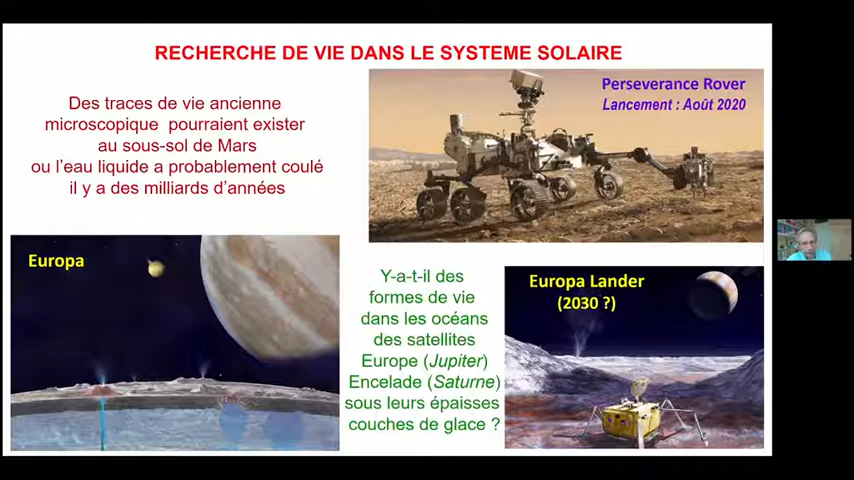 RECHERCHE DE VIE DANS LE SYSTEME SOLAIRE
Des traces de vie ancienne
microscopique pourraient exister
au sous-sol de Mars
ou l'eau liquide a probablement coulé
il y a des milliards d'années
Perseverance Rover
Lancement : Août 2020
Europa
Y-a-t-il des
formes de vie
dans les océans
des satellites
Europe (Jupiter)
Encelade (Saturne)
sous leurs épaisses
couches de glace ?
Europa Lander
(2030 ?)